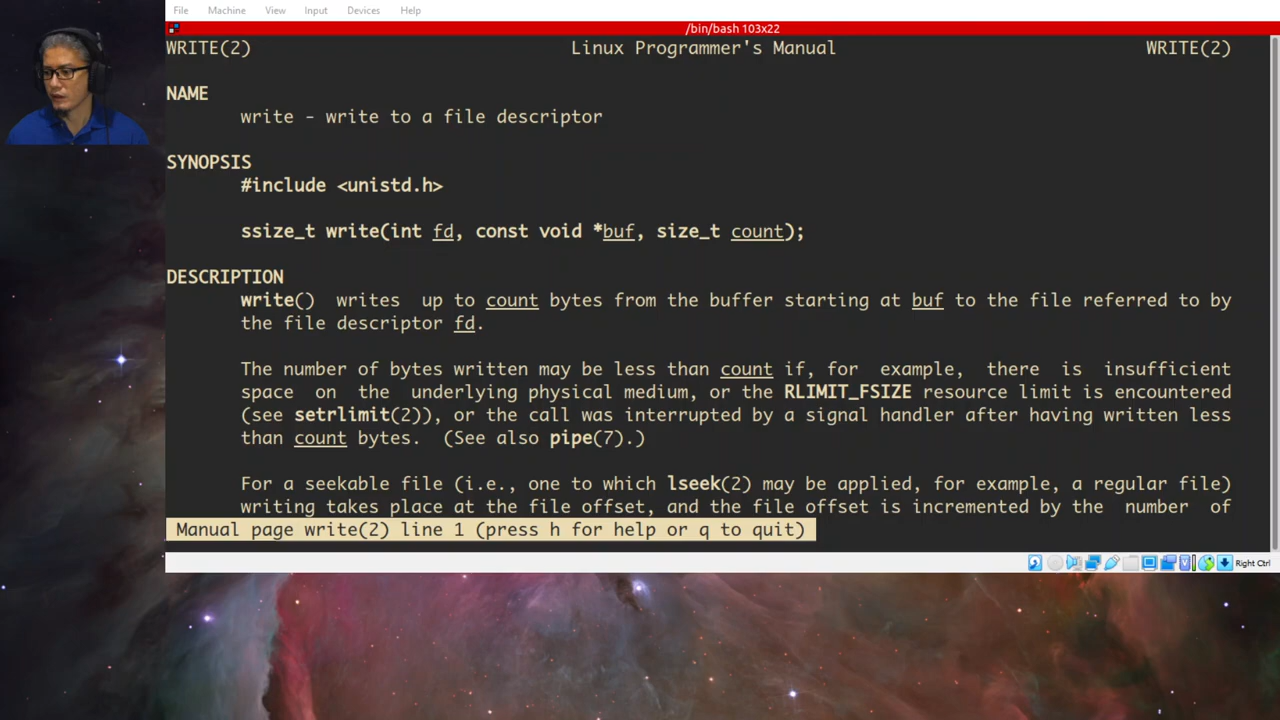 File Machine View Input Devices Help
/bin/bash 103x22
WRITE(2) Linux Programmer's Manual WRITE(2)
NAME
write - write to a file descriptor
SYNOPSIS
#include <unistd.h>
ssize_t write(int fd, const void *buf, size_t count);
DESCRIPTION
write() writes up to count bytes from the buffer starting at buf to the file referred to by
the file descriptor fd.
The number of bytes written may be less than count if, for example, there is insufficient
space on the underlying physical medium, or the RLIMIT_FSIZE resource limit is encountered
(see setrlimit(2)), or the call was interrupted by a signal handler after having written less
than count bytes. (See also pipe(7).)
For a seekable file (i.e., one to which lseek(2) may be applied, for example, a regular file)
writing takes place at the file offset, and the file offset is incremented by the number of
Manual page write(2) line 1 (press h for help or q to quit)
Right Ctrl